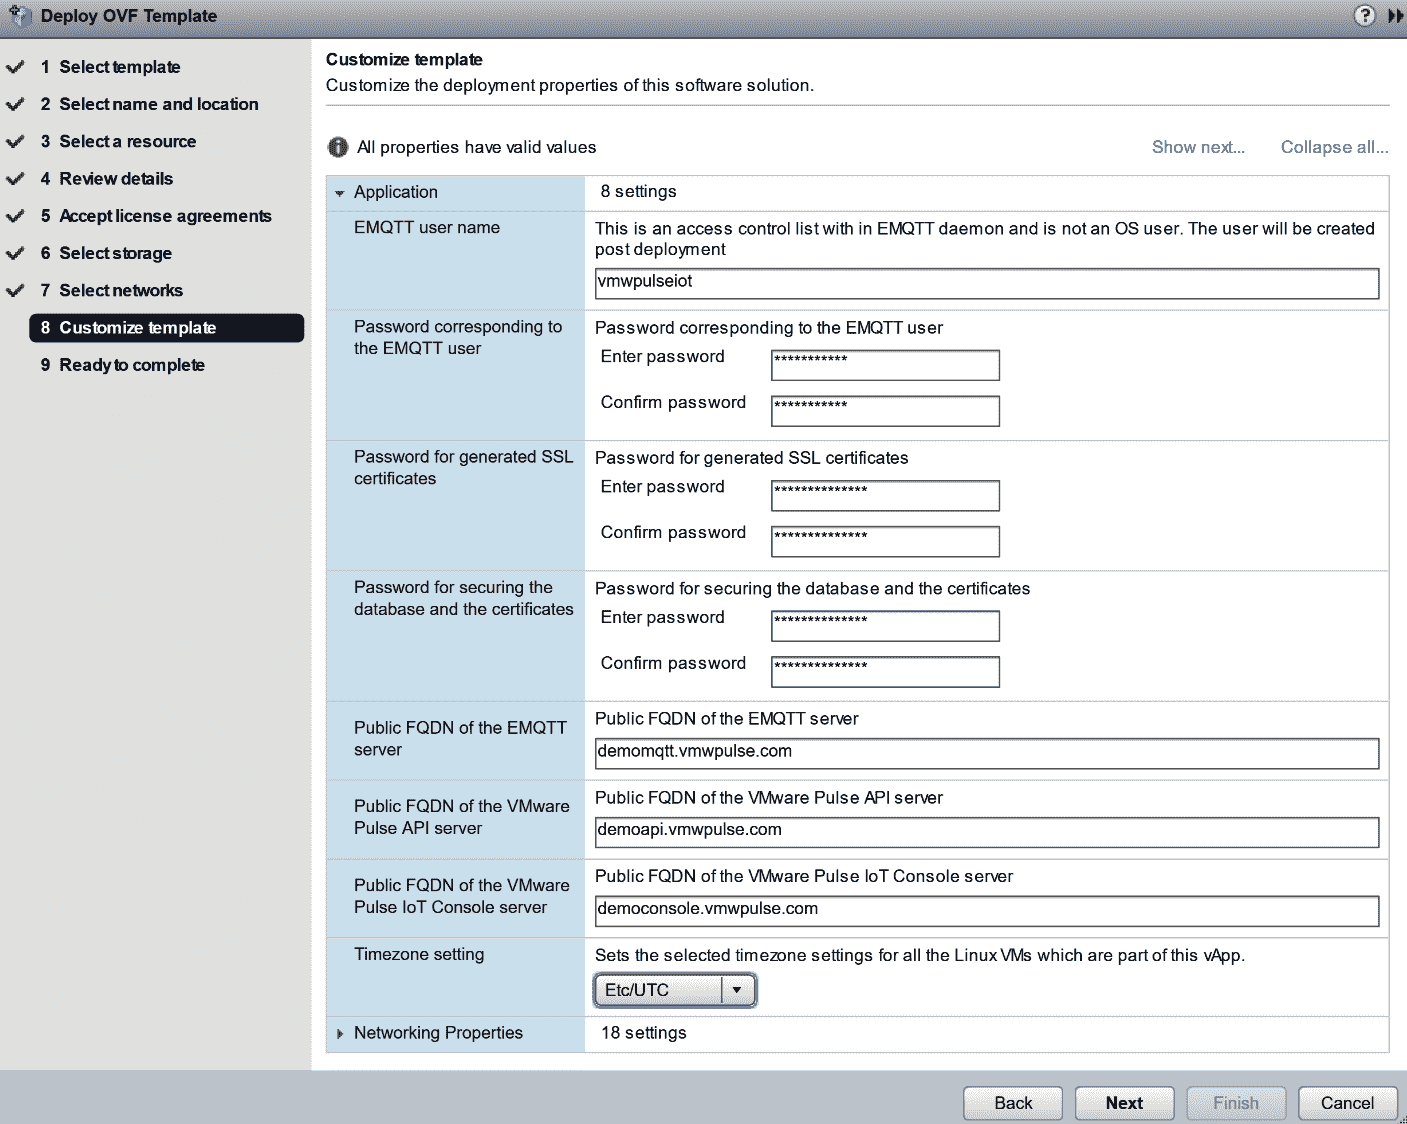 Deploy OVF Template
?
1 Select template
2 Select name and location
3 Select a resource
4 Review details
5 Accept license agreements
6 Select storage
7 Select networks
8 Customize template
9 Ready to complete
Customize template
Customize the deployment properties of this software solution.
All properties have valid values
Show next...
Collapse all...
Application
8 settings
EMQTT user name
This is an access control list with in EMQTT daemon and is not an OS user. The user will be created
post deployment
vmwpulseiot
Password corresponding to
the EMQTT user
Password corresponding to the EMQTT user
Enter password
***********
Confirm password
***********
Password for generated SSL
certificates
Password for generated SSL certificates
Enter password
**************
Confirm password
**************
Password for securing the
database and the certificates
Password for securing the database and the certificates
Enter password
**************
Confirm password
**************
Public FQDN of the EMQTT
server
Public FQDN of the EMQTT server
demomqtt.vmwpulse.com
Public FQDN of the VMware
Pulse API server
Public FQDN of the VMware Pulse API server
demoapi.vmwpulse.com
Public FQDN of the VMware
Pulse IoT Console server
Public FQDN of the VMware Pulse IoT Console server
democonsole.vmwpulse.com
Timezone setting
Sets the selected timezone settings for all the Linux VMs which are part of this vApp.
Etc/UTC
Networking Properties
18 settings
Back
Next
Finish
Cancel